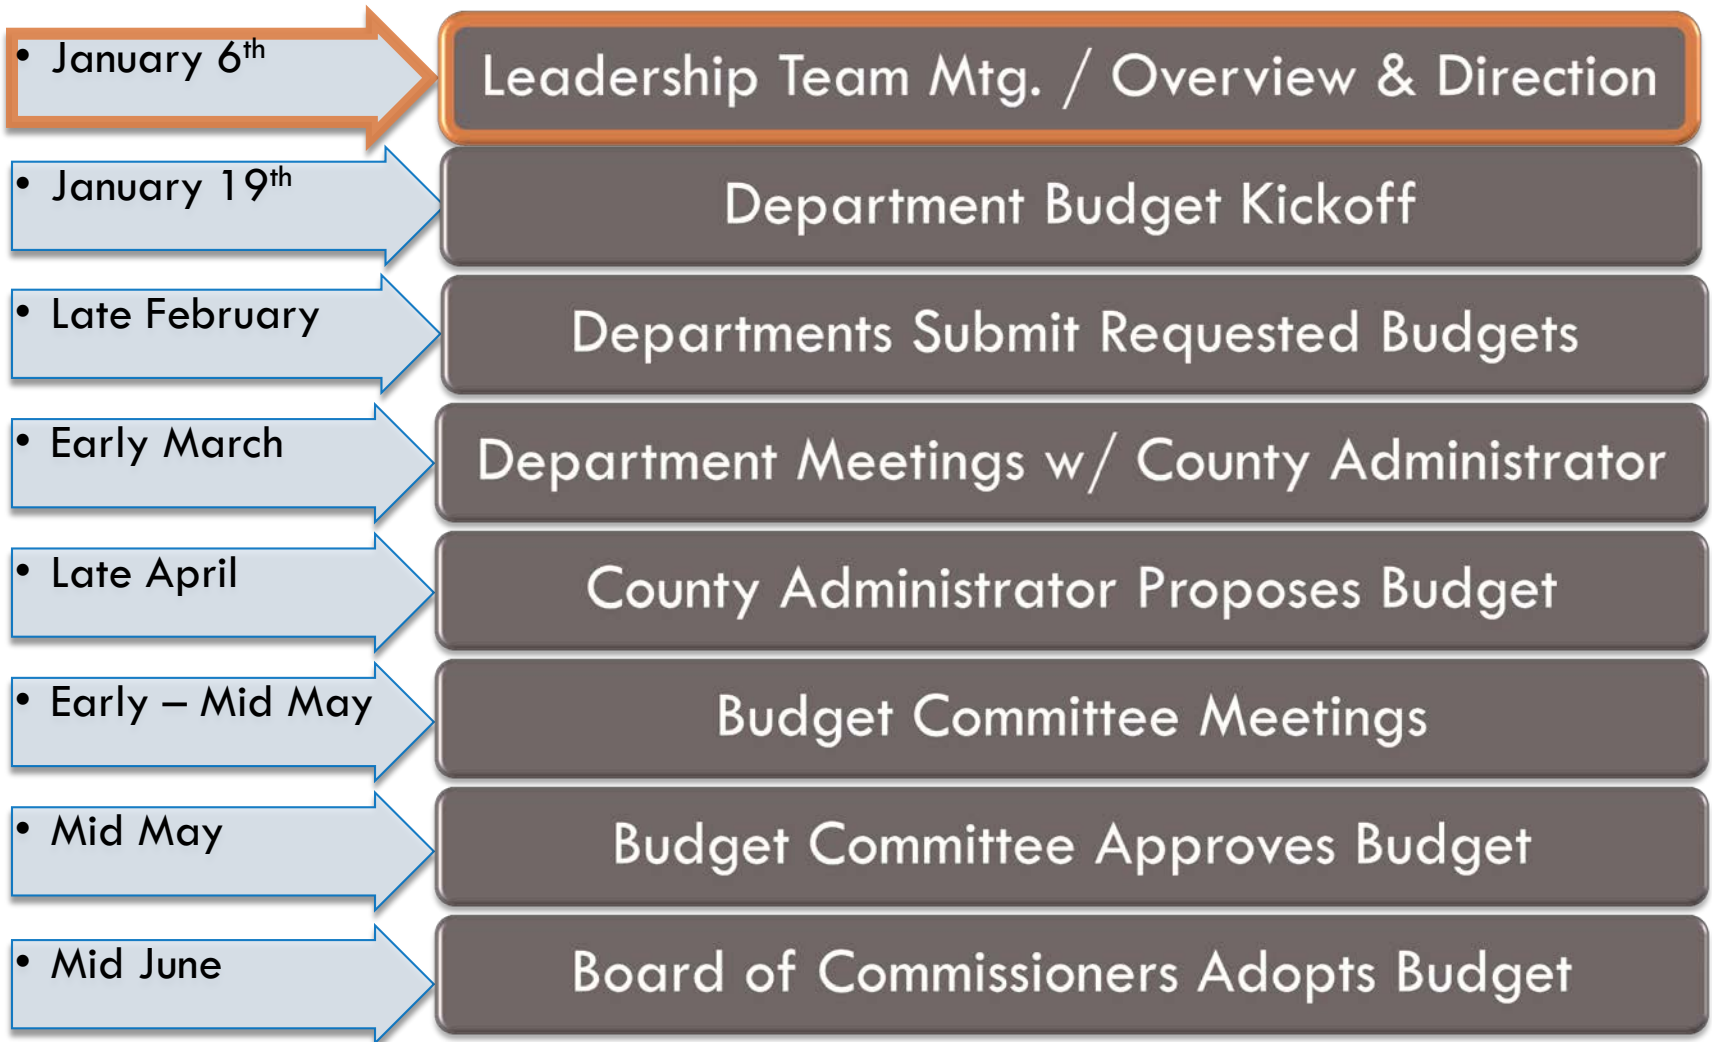 • January 6th
Leadership Team Mtg. / Overview & Direction
• January 19th
Department Budget Kickoff
• Late February
Departments Submit Requested Budgets
• Early March
Department Meetings w/ County Administrator
• Late April
County Administrator Proposes Budget
• Early – Mid May
Budget Committee Meetings
• Mid May
Budget Committee Approves Budget
• Mid June
Board of Commissioners Adopts Budget